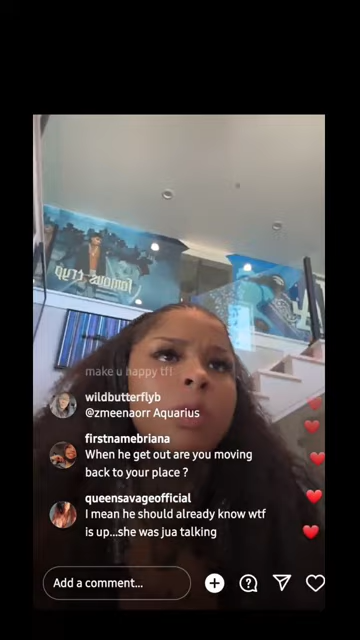 famous cryp
make u happy tf!
wildbutterflyb
@zmeenaorr Aquarius
firstnamebriana
When he get out are you moving
back to your place ?
queensavageofficial
I mean he should already know wtf
is up...she was jua talking
Add a comment...